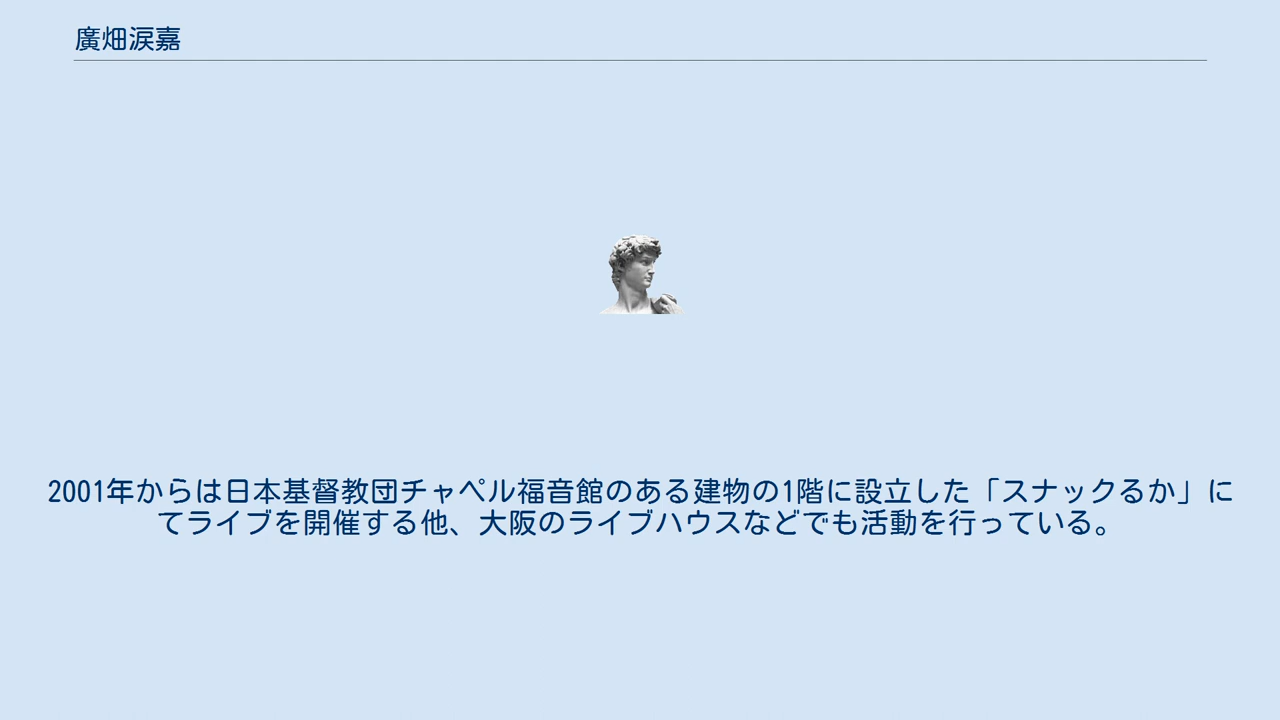 廣畑涙嘉
2001年からは日本基督教団チャペル福音館のある建物の1階に設立した「スナックるか」に
てライブを開催する他、大阪のライブハウスなどでも活動を行っている。